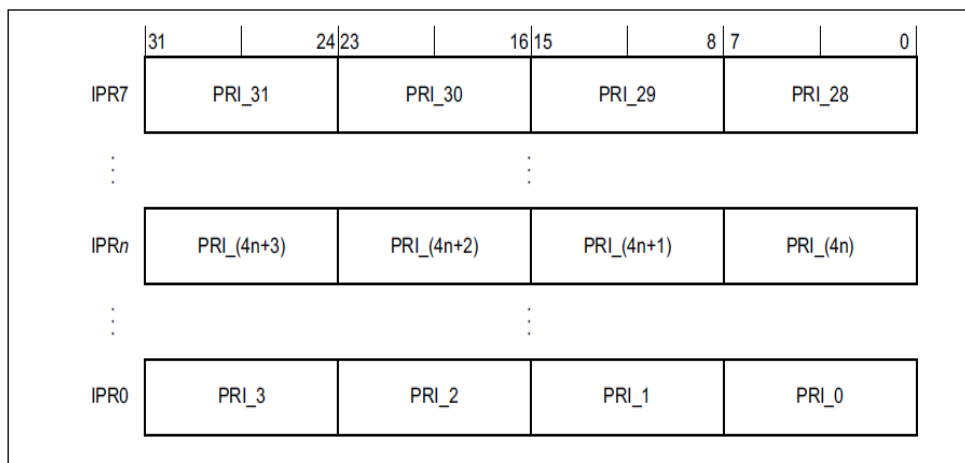 31 24 23 16 15 8 7 0
IPR7 PRI_31 PRI_30 PRI_29 PRI_28
IPRn PRI_(4n+3) PRI_(4n+2) PRI_(4n+1) PRI_(4n)
IPR0 PRI_3 PRI_2 PRI_1 PRI_0